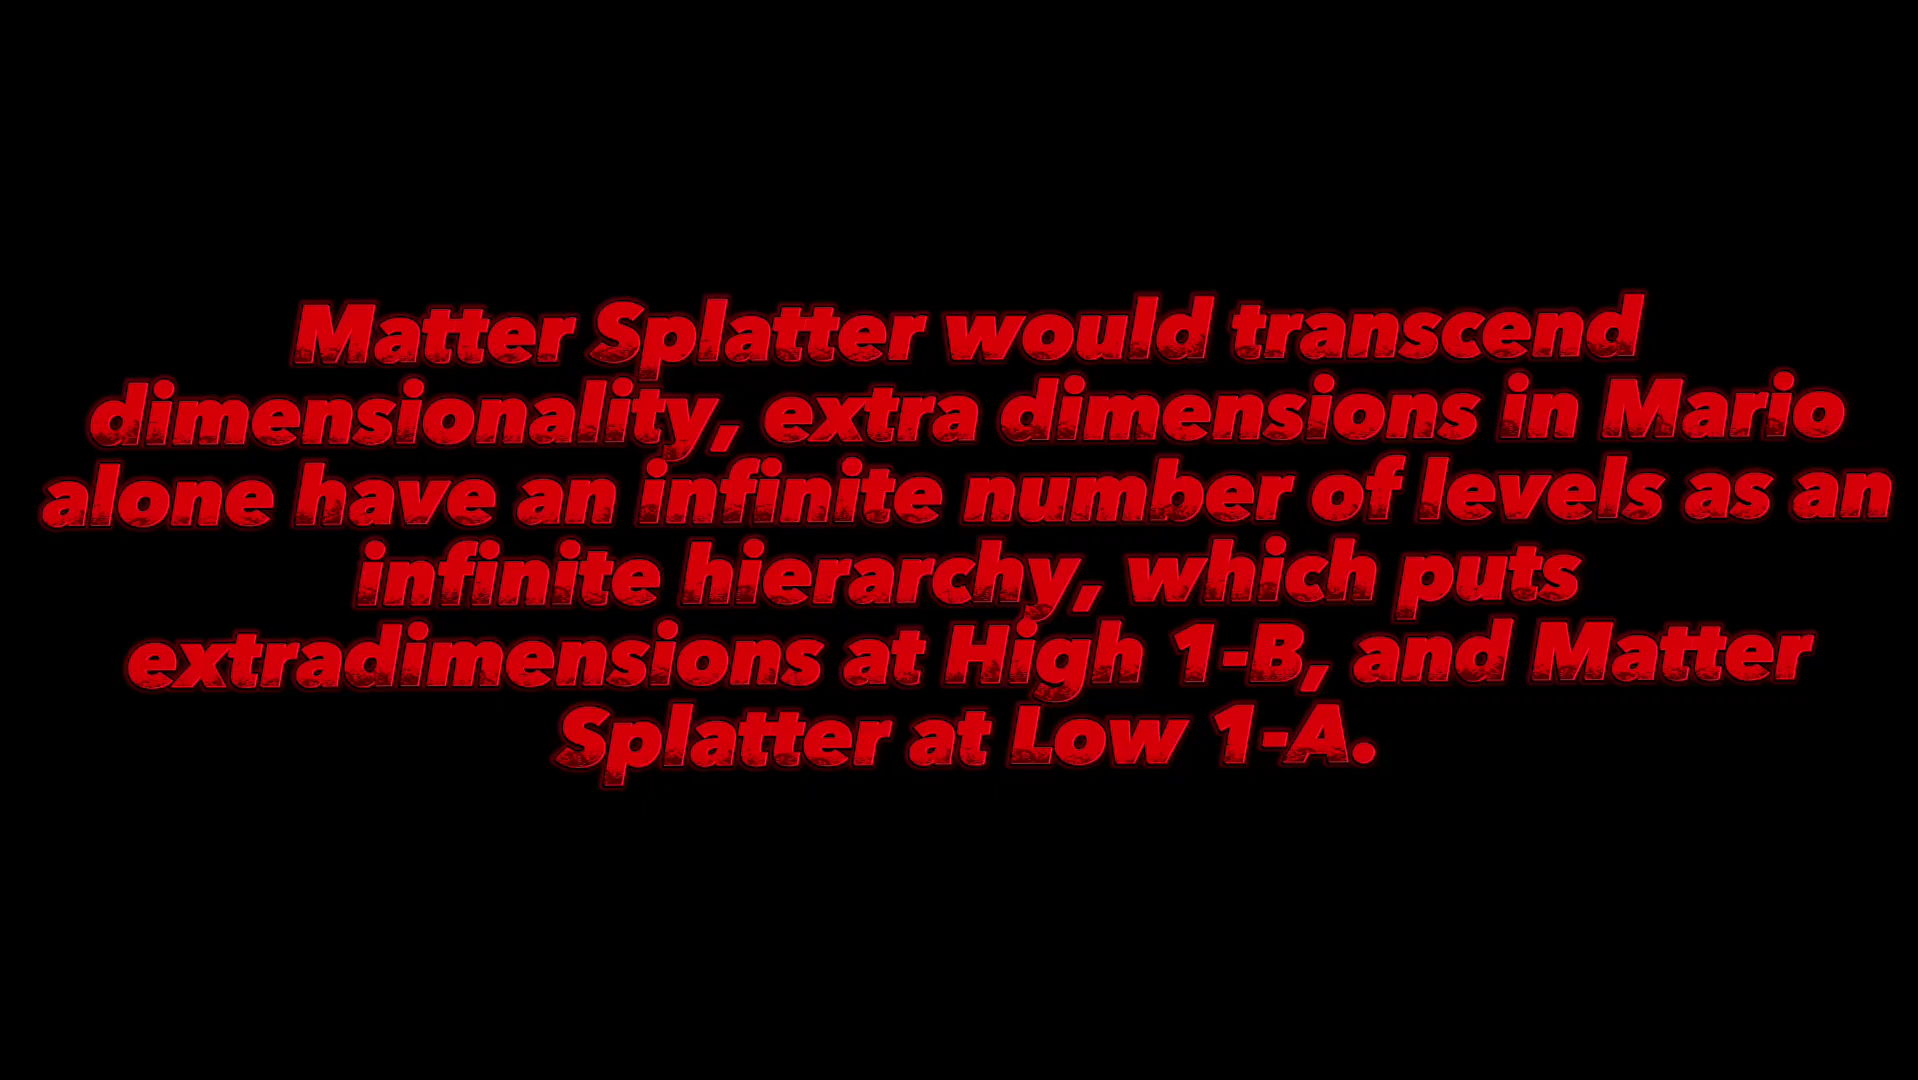 Matter Splatter would transcend
dimensionality, extra dimensions in Mario
alone have an infinite number of levels as an
infinite hierarchy, which puts
extradimensions at High 1-B, and Matter
Splatter at Low 1-A.